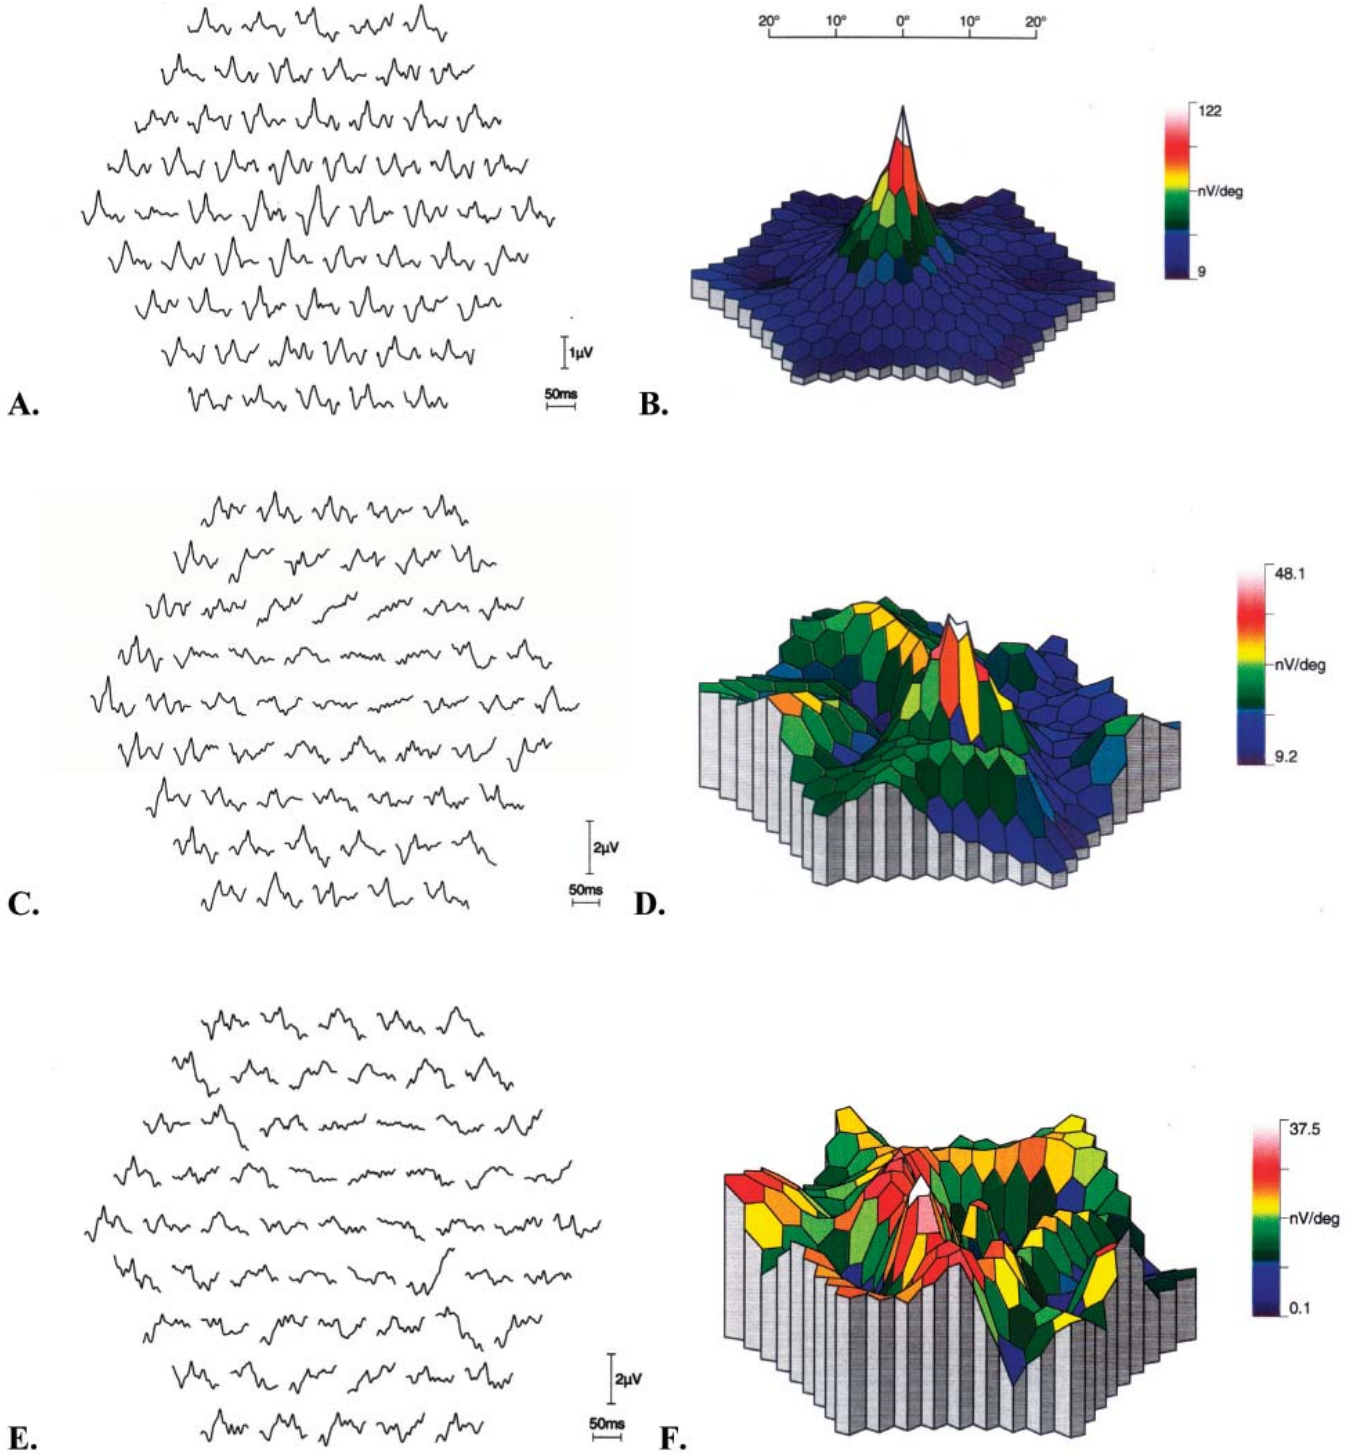 20° 10° 0° 10° 20°
122
nV/deg
9
1µV
50ms
A. B.
48.1
nV/deg
9.2
2µV
50ms
C. D.
37.5
nV/deg
0.1
2µV
50ms
E. F.